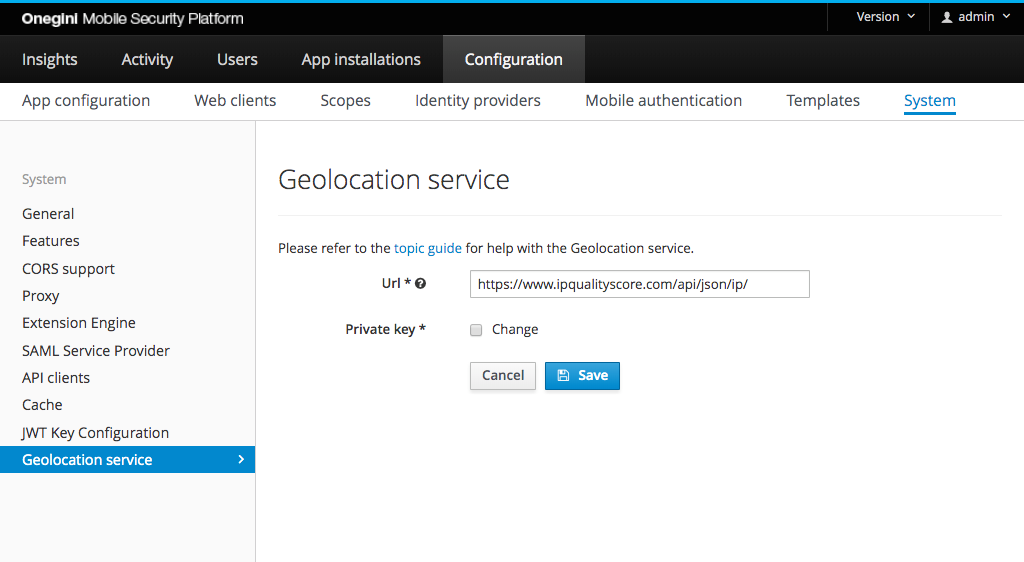 Onegini Mobile Security Platform Version admin
Insights Activity Users App installations Configuration
App configuration Web clients Scopes Identity providers Mobile authentication Templates System
System
General
Features
CORS support
Proxy
Extension Engine
SAML Service Provider
API clients
Cache
JWT Key Configuration
Geolocation service
Geolocation service
Please refer to the topic guide for help with the Geolocation service.
Url * ? https://www.ipqualityscore.com/api/json/ip/
Private key * Change
Cancel Save